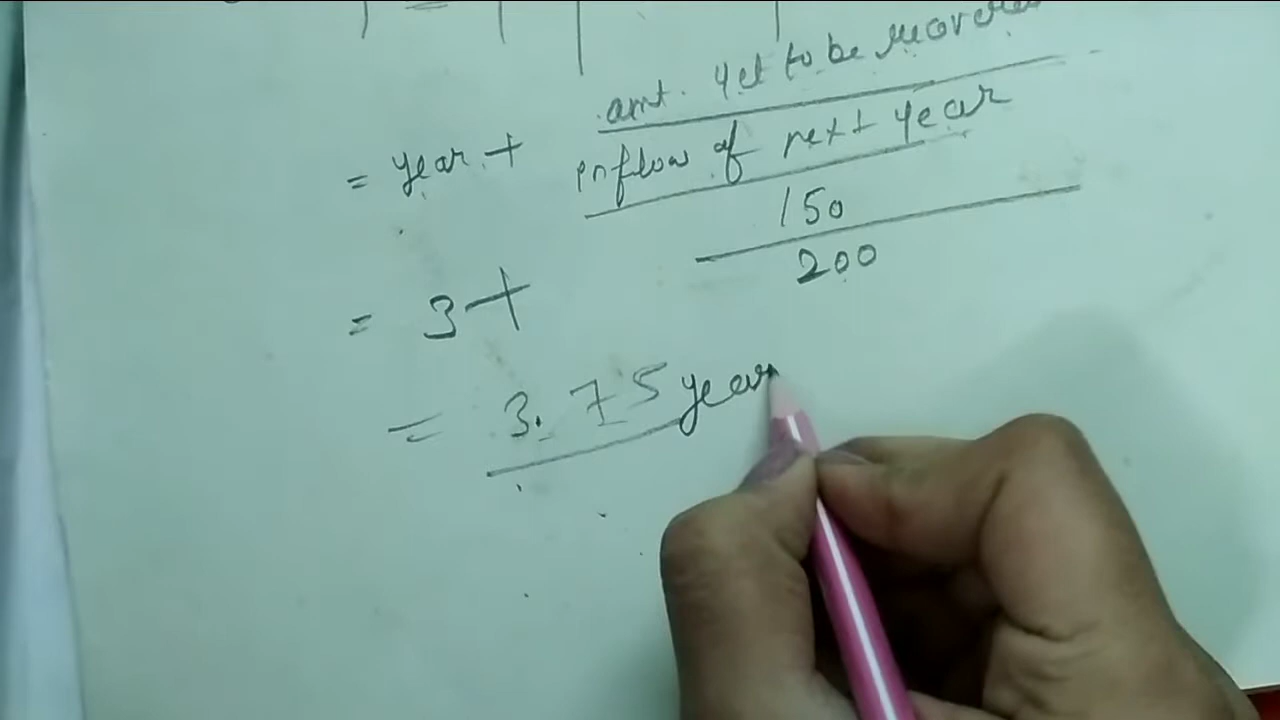 amt. yet to be recovered
= year + inflow of next year
150
= 3 +
200
= 3.75 year